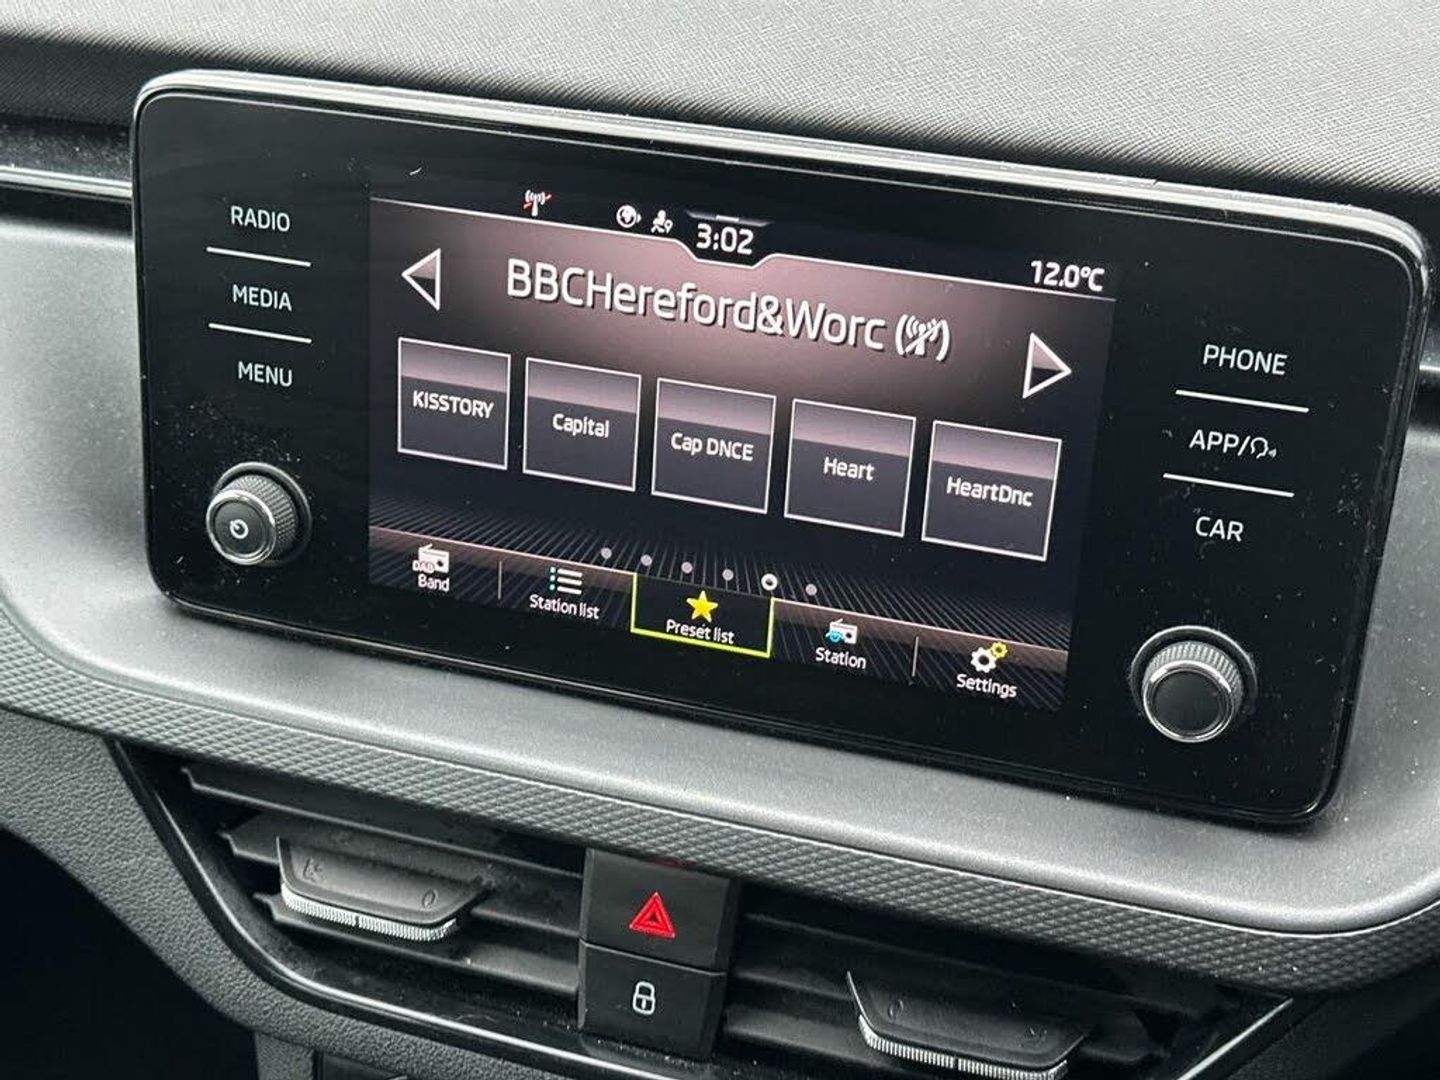 RADIO
MEDIA
MENU
3:02
12.0°C
BBCHereford&Worc
KISSTORY
Capital
Cap DNCE
Heart
HeartDnc
DAB
Band
Station list
Preset list
Station
Settings
PHONE
APP/
CAR
0